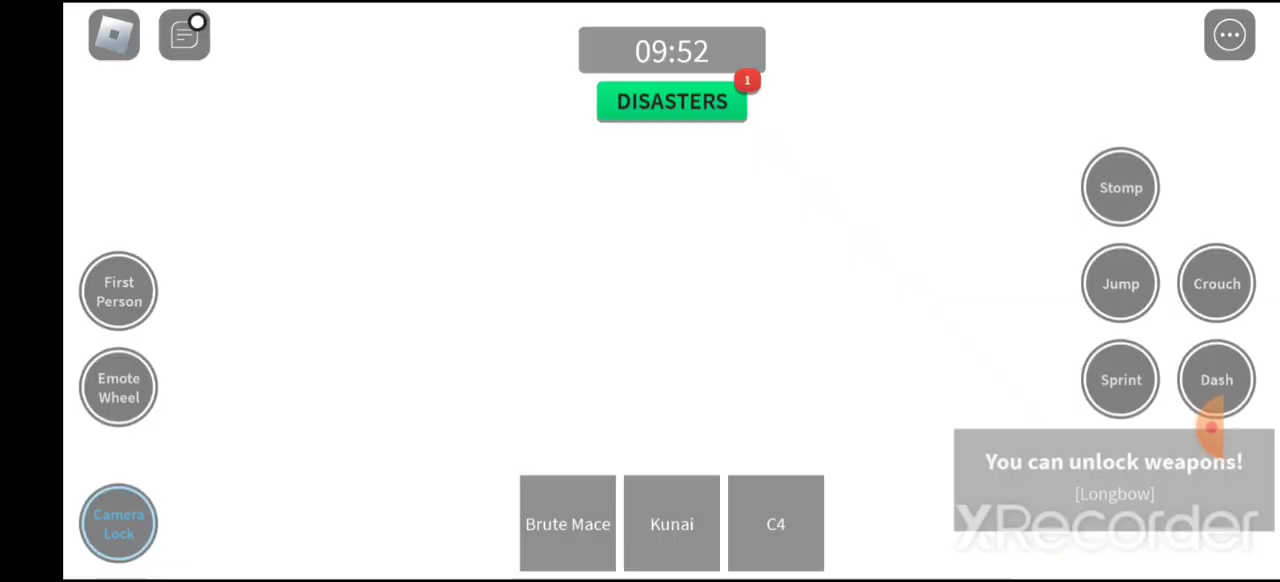 09:52
1
DISASTERS
Stomp
First
Person
Jump
Crouch
Emote
Wheel
Sprint
Dash
You can unlock weapons!
[Longbow]
Camera
Lock
Brute Mace
Kunai
C4
XRecorder